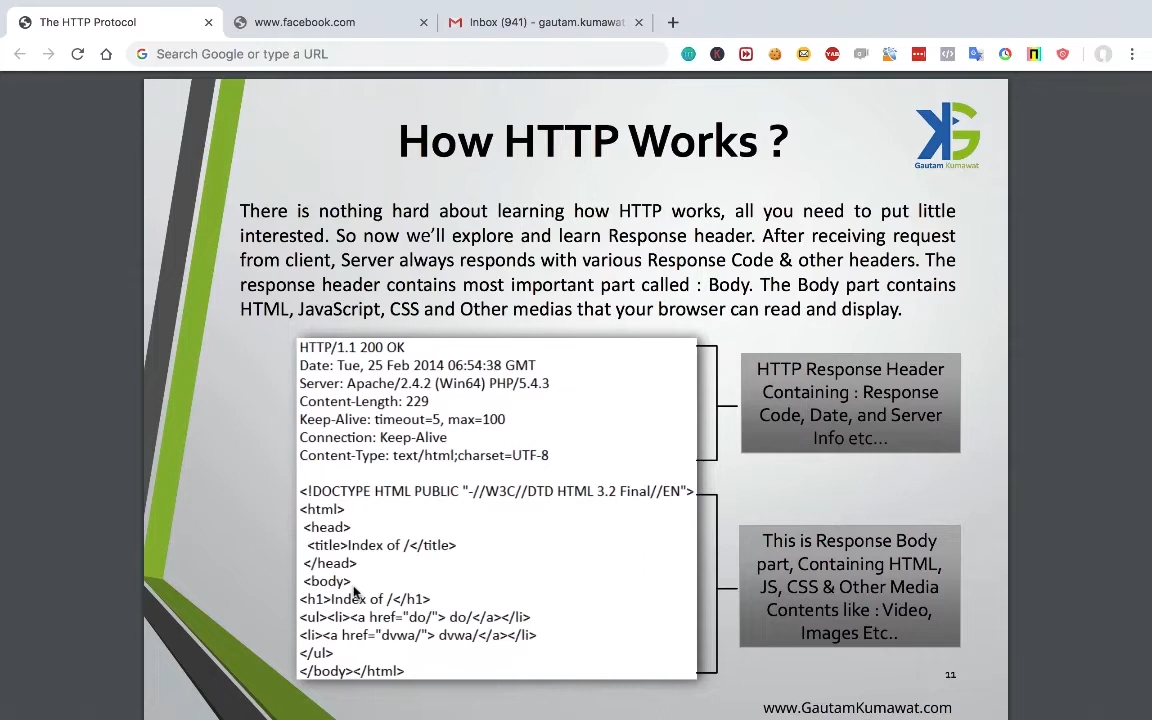 The HTTP Protocol
www.facebook.com
Inbox (941) - gautam.kumawat
Search Google or type a URL
How HTTP Works ?
Gautam Kumawat
There is nothing hard about learning how HTTP works, all you need to put little
interested. So now we'll explore and learn Response header. After receiving request
from client, Server always responds with various Response Code & other headers. The
response header contains most important part called : Body. The Body part contains
HTML, JavaScript, CSS and Other medias that your browser can read and display.
HTTP/1.1 200 OK
Date: Tue, 25 Feb 2014 06:54:38 GMT
Server: Apache/2.4.2 (Win64) PHP/5.4.3
Content-Length: 229
Keep-Alive: timeout=5, max=100
Connection: Keep-Alive
Content-Type: text/html;charset=UTF-8
<!DOCTYPE HTML PUBLIC "-//W3C//DTD HTML 3.2 Final//EN">
<html>
<head>
<title>Index of /</title>
</head>
<body>
<h1>Index of /</h1>
<ul><li><a href="do/"> do/</a></li>
<li><a href="dvwa/"> dvwa/</a></li>
</ul>
</body></html>
HTTP Response Header
Containing : Response
Code, Date, and Server
Info etc...
This is Response Body
part, Containing HTML,
JS, CSS & Other Media
Contents like : Video,
Images Etc..
11
www.GautamKumawat.com